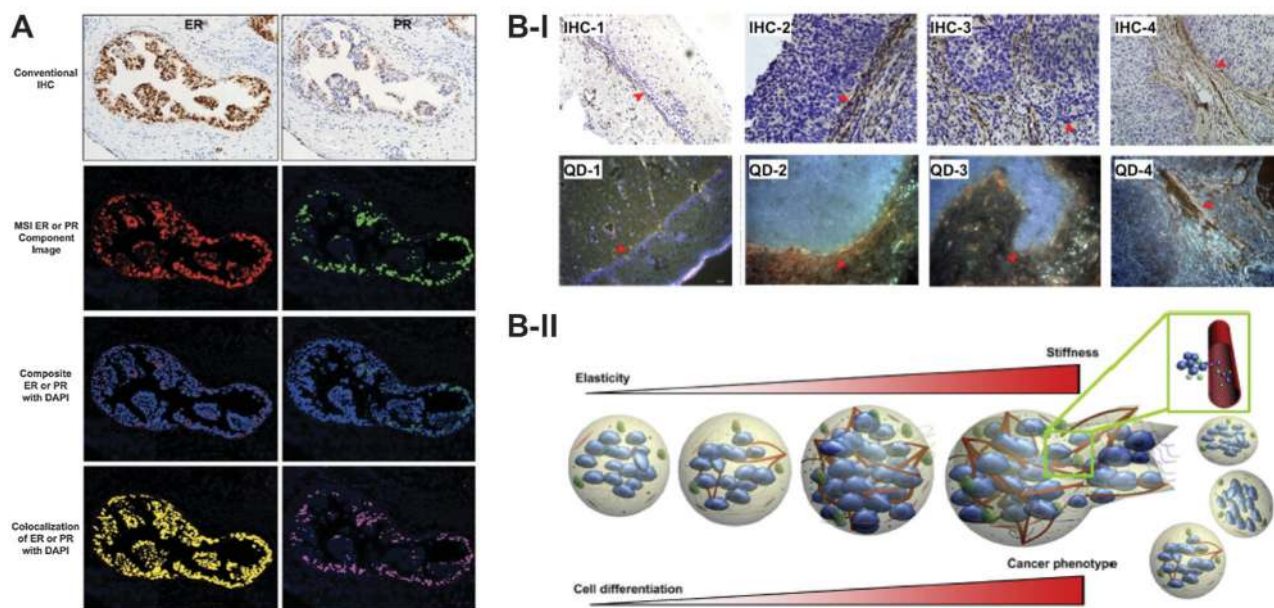 A
ER
PR
Conventional
IHC
MSI ER or PR
Component
Image
Composite
ER or PR
with DAPI
Colocalization
of ER or PR
with DAPI
B-I
IHC-1
IHC-2
IHC-3
IHC-4
QD-1
QD-2
QD-3
QD-4
B-II
Elasticity
Stiffness
Cell differentiation
Cancer phenotype